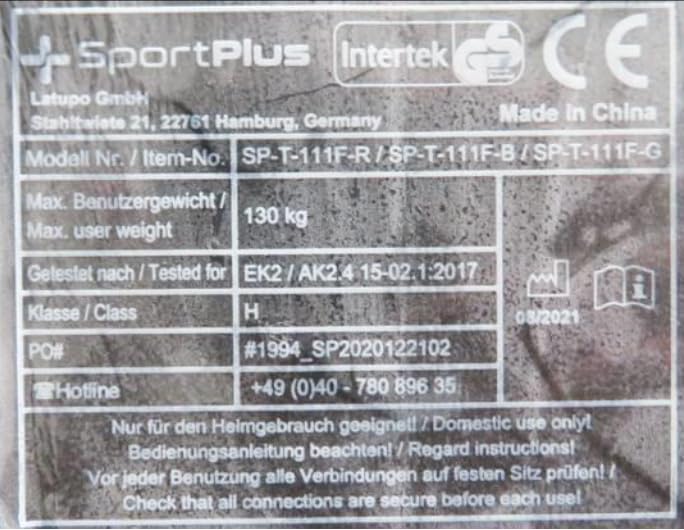 SportPlus Intertek GS CE
Latupo GmbH
Stahltwiete 21, 22761 Hamburg, Germany
Made in China
Modell Nr. / Item-No. SP-T-111F-R / SP-T-111F-B / SP-T-111F-G
Max. Benutzergewicht /
Max. user weight
130 kg
Getestet nach / Tested for EK2 / AK2.4 15-02.1:2017
Klasse / Class H
PO# #1994_SP2020122102
☎Hotline +49 (0)40 - 780 896 35
08/2021
Nur für den Heimgebrauch geeignet! / Domestic use only!
Bedienungsanleitung beachten! / Regard instructions!
Vor jeder Benutzung alle Verbindungen auf festen Sitz prüfen! /
Check that all connections are secure before each use!